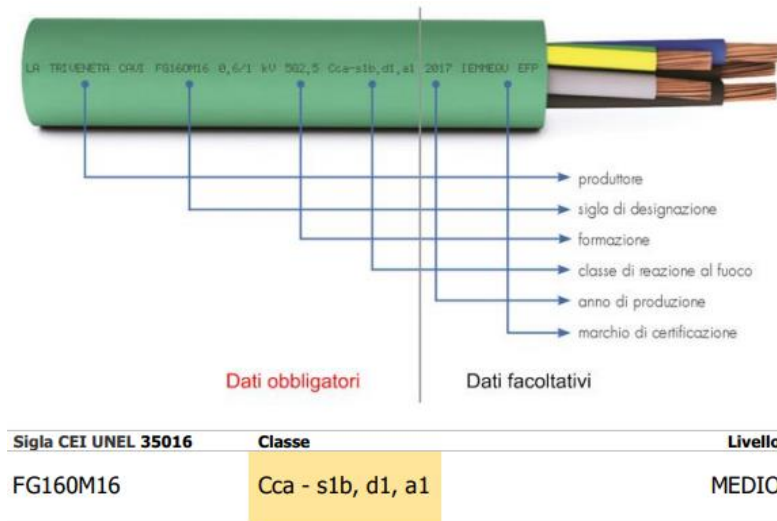 LA TRIVENETA CAVI FG16OM16 0,6/1 kV 5G2,5 Cca-s1b,d1,a1 2017 IEMMEQU EFP
produttore
sigla di designazione
formazione
classe di reazione al fuoco
anno di produzione
marchio di certificazione
Dati obbligatori
Dati facoltativi
Sigla CEI UNEL 35016 Classe Livello
FG16OM16 Cca - s1b, d1, a1 MEDIO